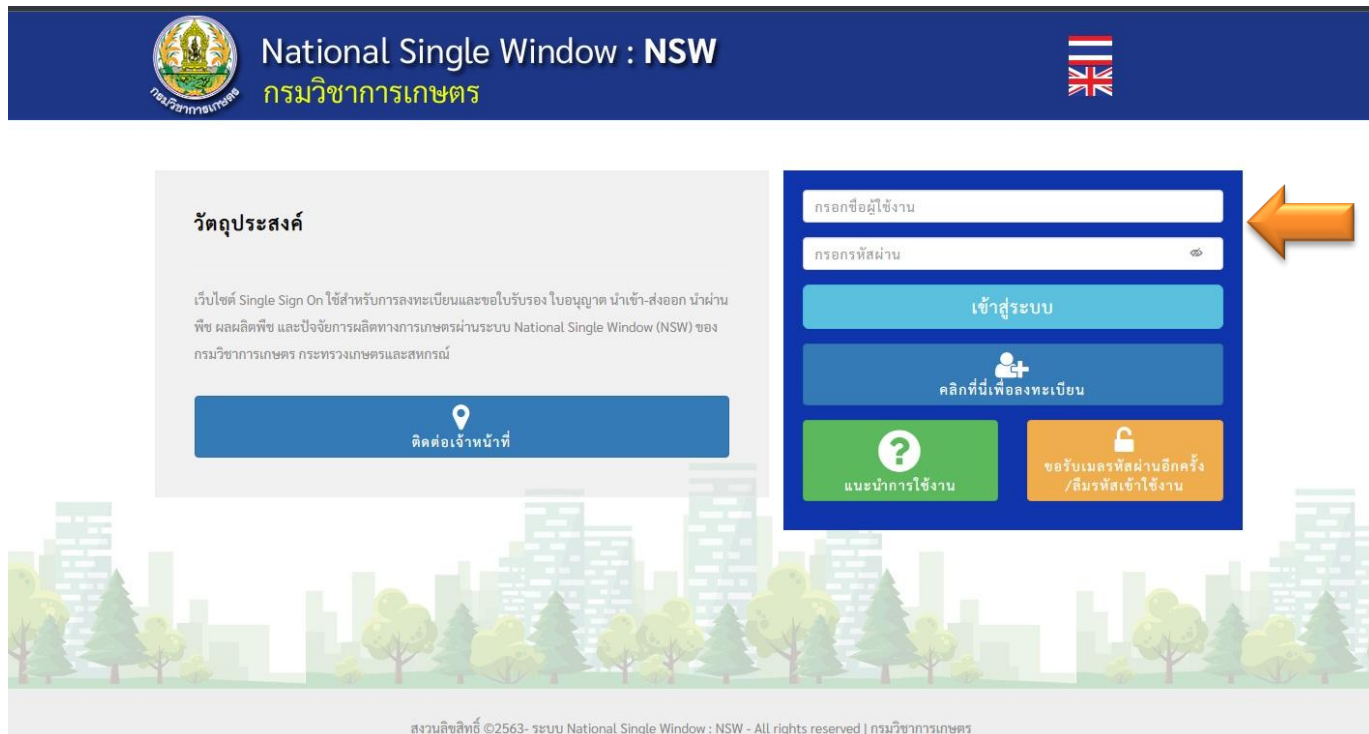 National Single Window : NSW
กรมวิชาการเกษตร
กรมวิชาการเกษตร
วัตถุประสงค์
เว็บไซต์ Single Sign On ใช้สำหรับการลงทะเบียนและขอใบรับรอง ใบอนุญาต นำเข้า-ส่งออก นำผ่าน
พืช ผลผลิตพืช และปัจจัยการผลิตทางการเกษตรผ่านระบบ National Single Window (NSW) ของ
กรมวิชาการเกษตร กระทรวงเกษตรและสหกรณ์
ติดต่อเจ้าหน้าที่
กรอกชื่อผู้ใช้งาน
กรอกรหัสผ่าน
เข้าสู่ระบบ
คลิกที่นี่เพื่อลงทะเบียน
แนะนำการใช้งาน
ขอรับเมลรหัสผ่านอีกครั้ง
/ลืมรหัสเข้าใช้งาน
สงวนลิขสิทธิ์ ©2563- ระบบ National Single Window : NSW - All rights reserved | กรมวิชาการเกษตร